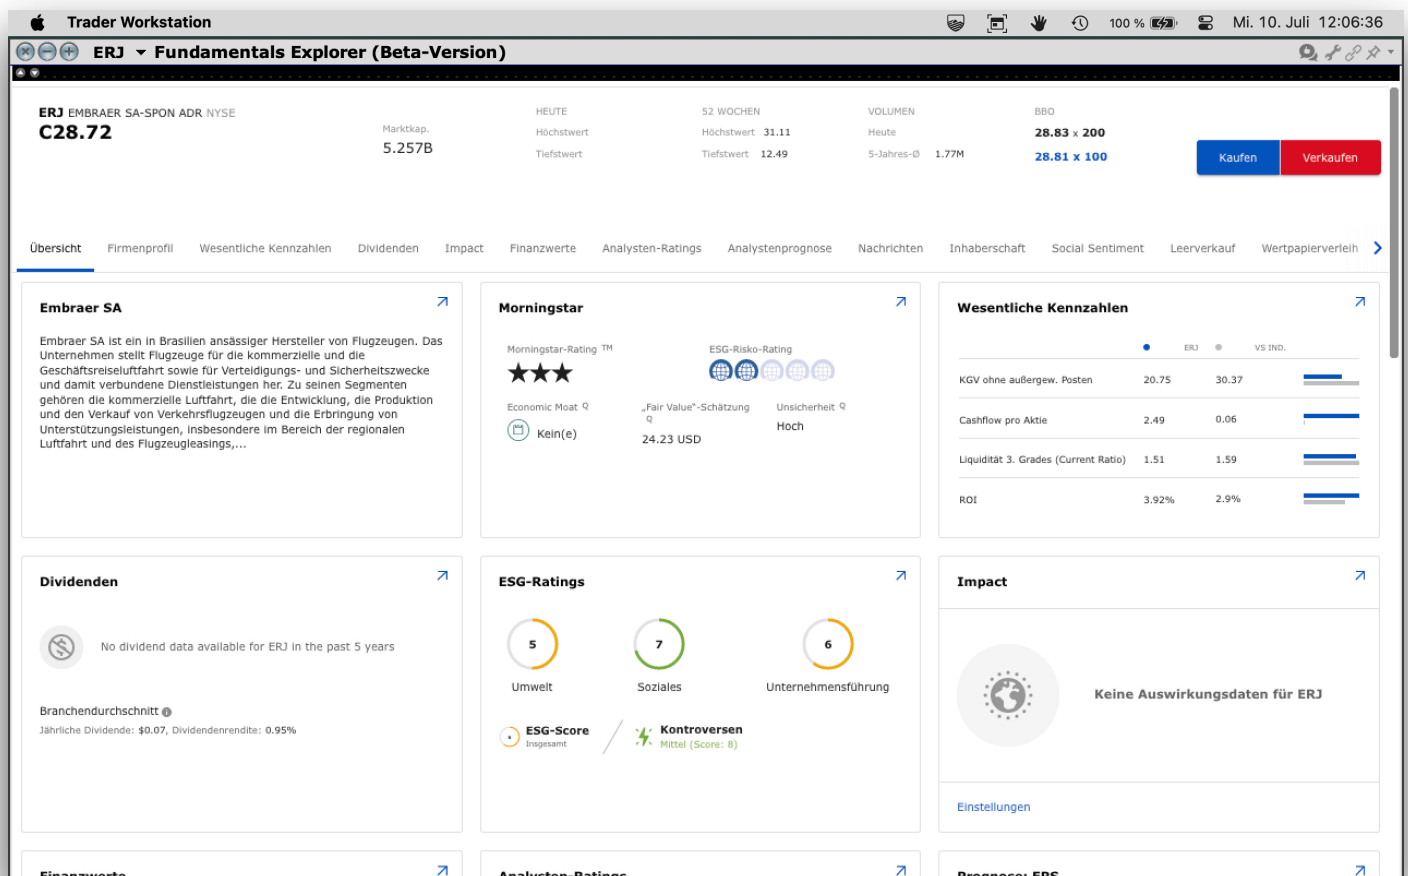 Trader Workstation
100 %
Mi. 10. Juli 12:06:36
ERJ Fundamentals Explorer (Beta-Version)
ERJ EMBRAER SA-SPON ADR NYSE
C28.72
Marktkap.
5.257B
HEUTE
Höchstwert
Tiefstwert
52 WOCHEN
Höchstwert 31.11
Tiefstwert 12.49
VOLUMEN
Heute
5-Jahres-Ø 1.77M
BBO
28.83 x 200
28.81 x 100
Kaufen
Verkaufen
Übersicht Firmenprofil Wesentliche Kennzahlen Dividenden Impact Finanzwerte Analysten-Ratings Analystenprognose Nachrichten Inhaberschaft Social Sentiment Leerverkauf Wertpapierverleih
Embraer SA
Embraer SA ist ein in Brasilien ansässiger Hersteller von Flugzeugen. Das
Unternehmen stellt Flugzeuge für die kommerzielle und die
Geschäftsreiseluftfahrt sowie für Verteidigungs- und Sicherheitszwecke
und damit verbundene Dienstleistungen her. Zu seinen Segmenten
gehören die kommerzielle Luftfahrt, die die Entwicklung, die Produktion
und den Verkauf von Verkehrsflugzeugen und die Erbringung von
Unterstützungsleistungen, insbesondere im Bereich der regionalen
Luftfahrt und des Flugzeugleasings,...
Morningstar
Morningstar-Rating TM
ESG-Risko-Rating
Economic Moat Q
Kein(e)
„Fair Value“-Schätzung
Q
24.23 USD
Unsicherheit Q
Hoch
Wesentliche Kennzahlen
ERJ VS IND.
KGV ohne außergew. Posten 20.75 30.37
Cashflow pro Aktie 2.49 0.06
Liquidität 3. Grades (Current Ratio) 1.51 1.59
ROI 3.92% 2.9%
Dividenden
No dividend data available for ERJ in the past 5 years
Branchendurchschnitt
Jährliche Dividende: $0.07, Dividendenrendite: 0.95%
ESG-Ratings
5
Umwelt
7
Soziales
6
Unternehmensführung
ESG-Score
Insgesamt
Kontroversen
Mittel (Score: 8)
Impact
Keine Auswirkungsdaten für ERJ
Einstellungen
Finanzwerte
Analysten-Ratings
Prognose: EPS